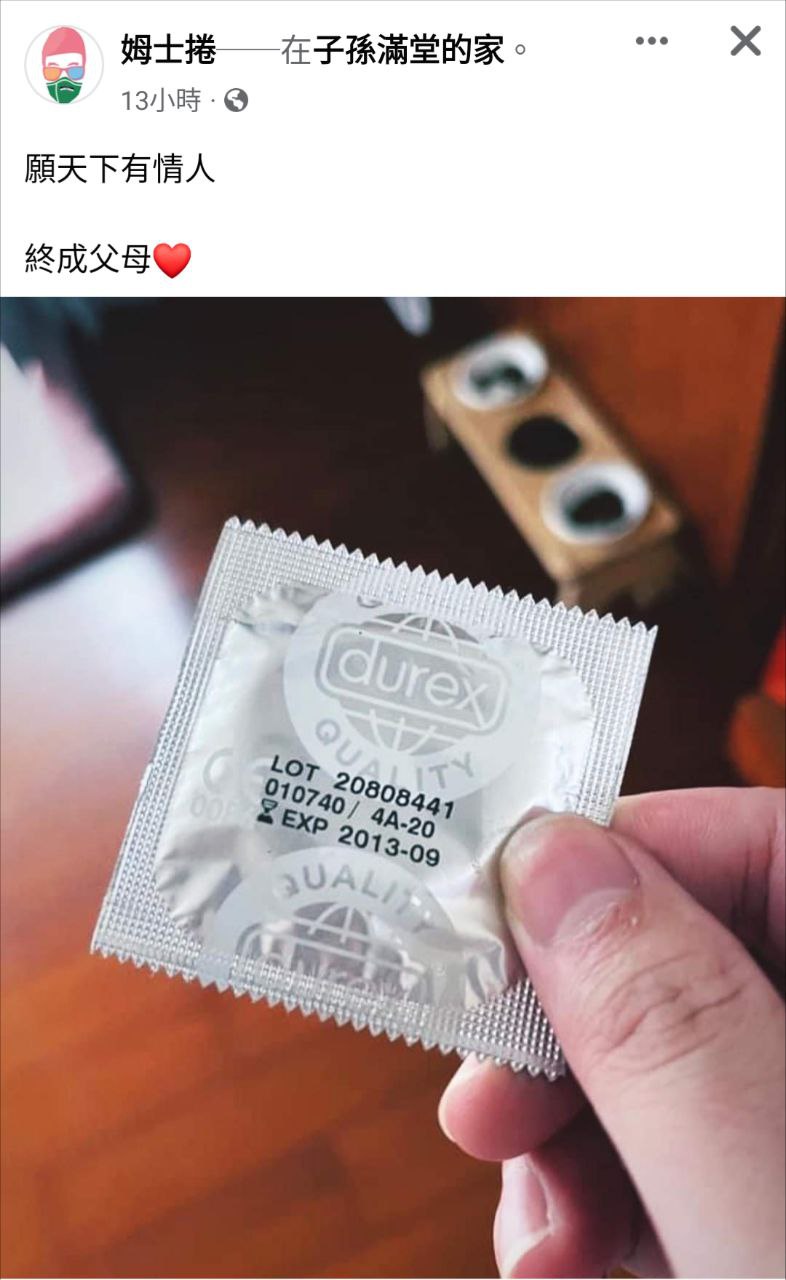 姆士捲——在子孫滿堂的家。
13小時 ·
願天下有情人
終成父母❤️
durex
QUALITY
LOT 20808441
010740/ 4A-20
EXP 2013-09
QUALITY